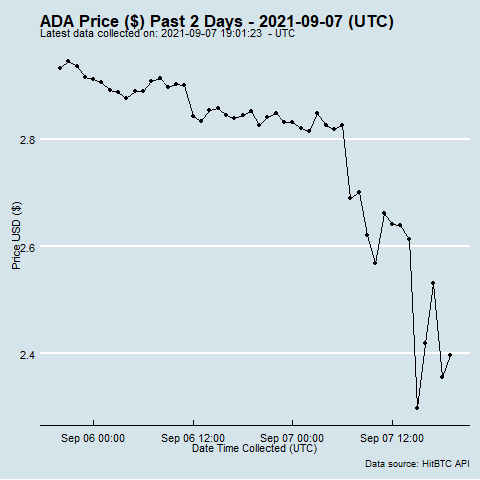 ADA Price ($) Past 2 Days - 2021-09-07 (UTC)
Latest data collected on: 2021-09-07 19:01:23  - UTC
Price USD ($)
2.8
2.6
2.4
Sep 06 00:00
Sep 06 12:00
Sep 07 00:00
Sep 07 12:00
Date Time Collected (UTC)
Data source: HitBTC API